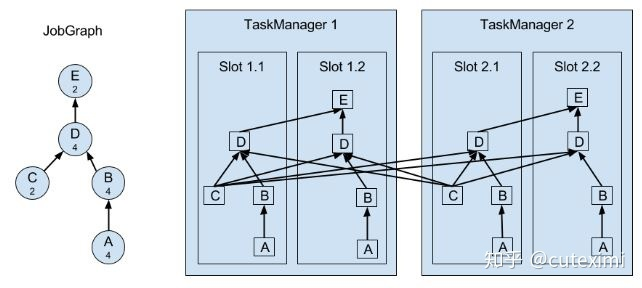 JobGraph
E
2
D
4
C
2
B
4
A
4
TaskManager 1
Slot 1.1
Slot 1.2
E
D
D
C
B
B
A
A
TaskManager 2
Slot 2.1
Slot 2.2
E
D
D
C
B
B
A
A
知乎 @cuteximi